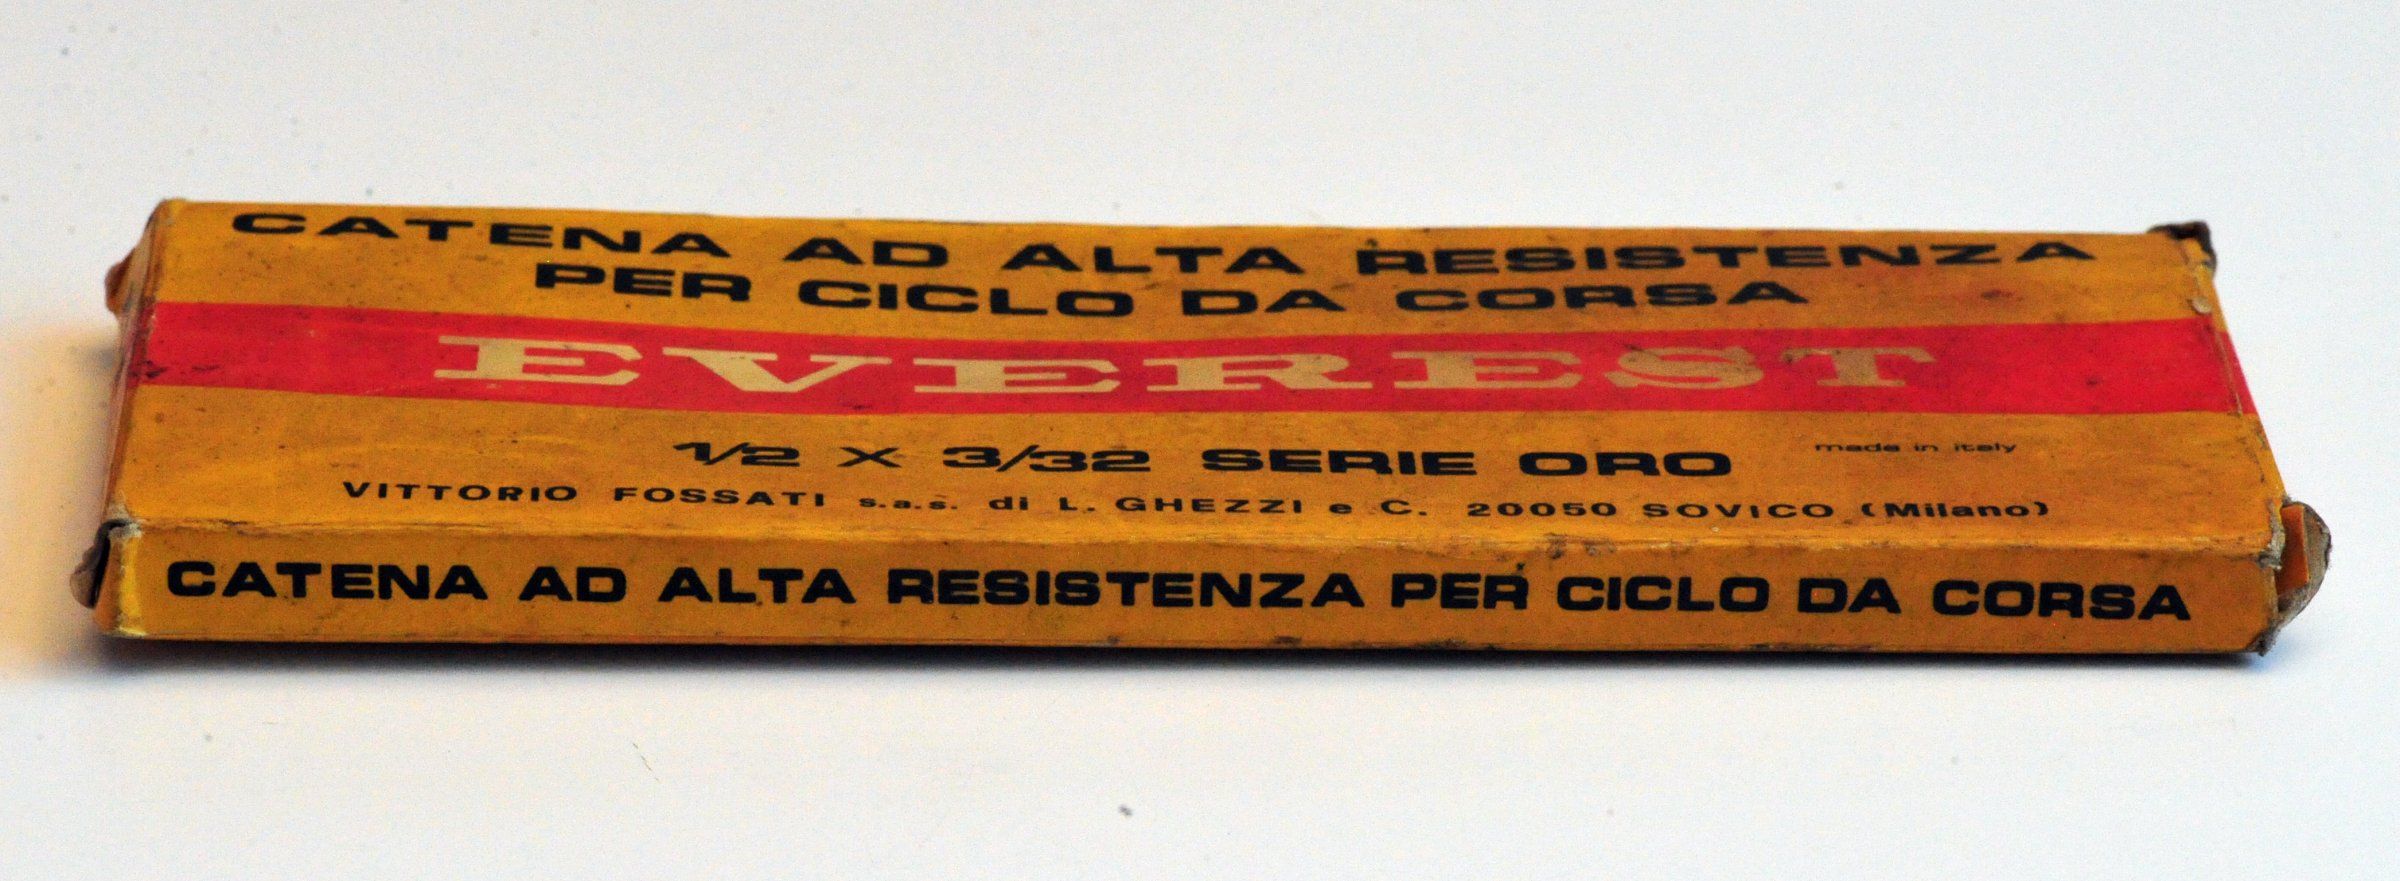 CATENA AD ALTA RESISTENZA
PER CICLO DA CORSA
EVEREST
1/2 X 3/32 SERIE ORO
made in italy
VITTORIO FOSSATI s.a.s. di L. GHEZZI e C. 20050 SOVICO (Milano)
CATENA AD ALTA RESISTENZA PER CICLO DA CORSA